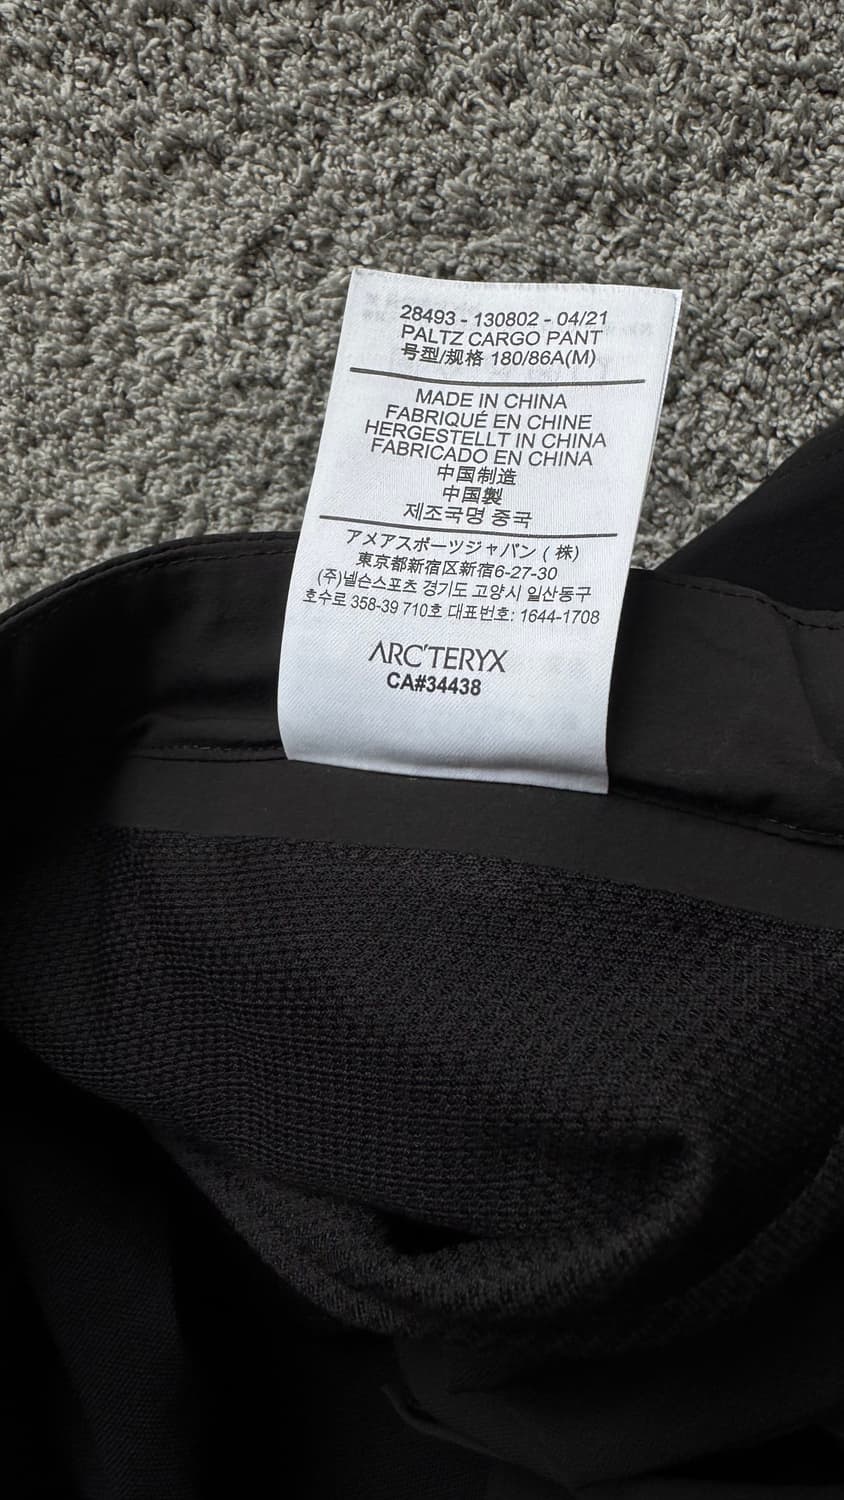 28493 - 130802 - 04/21
PALTZ CARGO PANT
号型/规格 180/86A(M)
MADE IN CHINA
FABRIQUÉ EN CHINE
HERGESTELLT IN CHINA
FABRICADO EN CHINA
中国制造
中国製
제조국명 중국
アメアスポーツジャパン ( 株)
東京都新宿区新宿6-27-30
(주)넬슨스포츠 경기도 고양시 일산동구
호수로 358-39 710호 대표번호: 1644-1708
ARC'TERYX
CA#34438